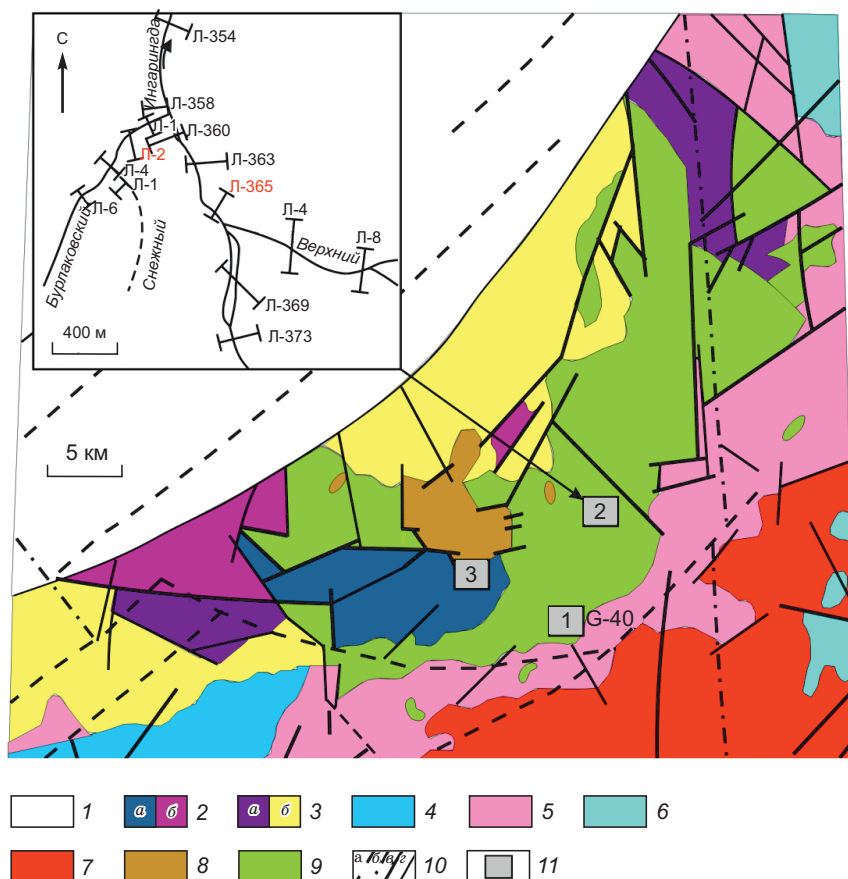 С
Л-354
Ингарингда
Л-358
Л-1
Л-360
Л-2
Л-363
Л-4
Л-1
Л-365
Л-6
Л-4
Л-8
Верхний
Бурлаковский
Снежный
Л-369
400 м
Л-373
5 км
2
3
1 G-40
1
а б 2
а б 3
4
5
6
7
8
9
а б в г 10
11